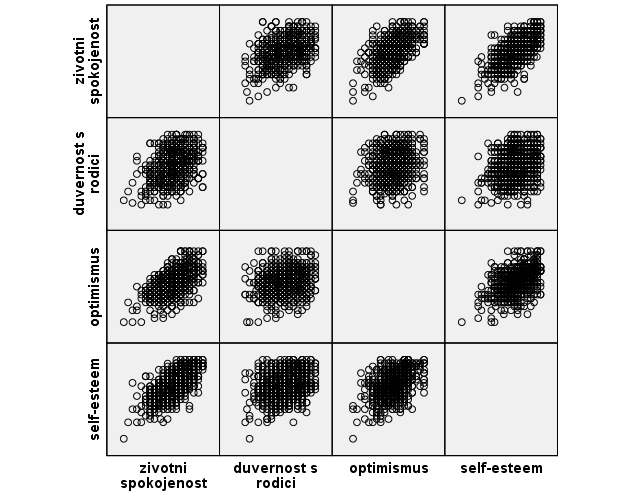 zivotni
spokojenost
duvernost s
rodici
optimismus
self-esteem
zivotni
spokojenost
duvernost s
rodici
optimismus
self-esteem